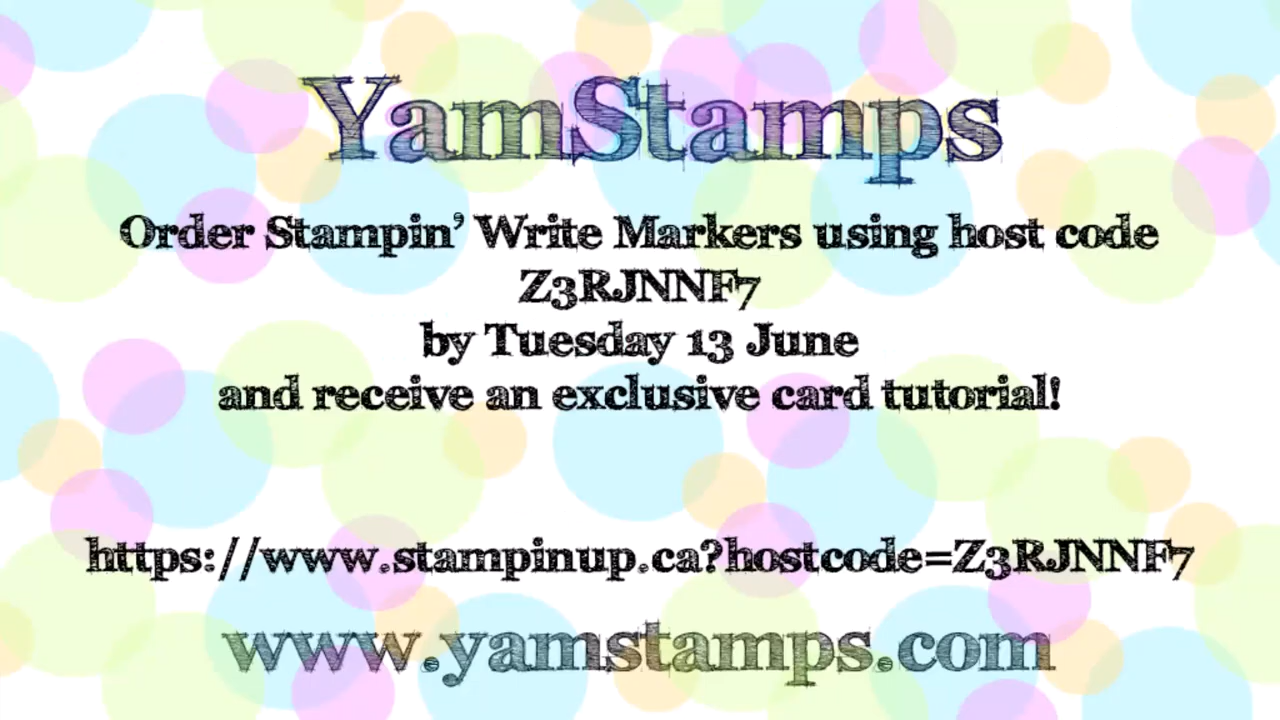 YamStamps
Order Stampin’ Write Markers using host code
Z3RJNNF7
by Tuesday 13 June
and receive an exclusive card tutorial!
https://www.stampinup.ca?hostcode=Z3RJNNF7
www.yamstamps.com